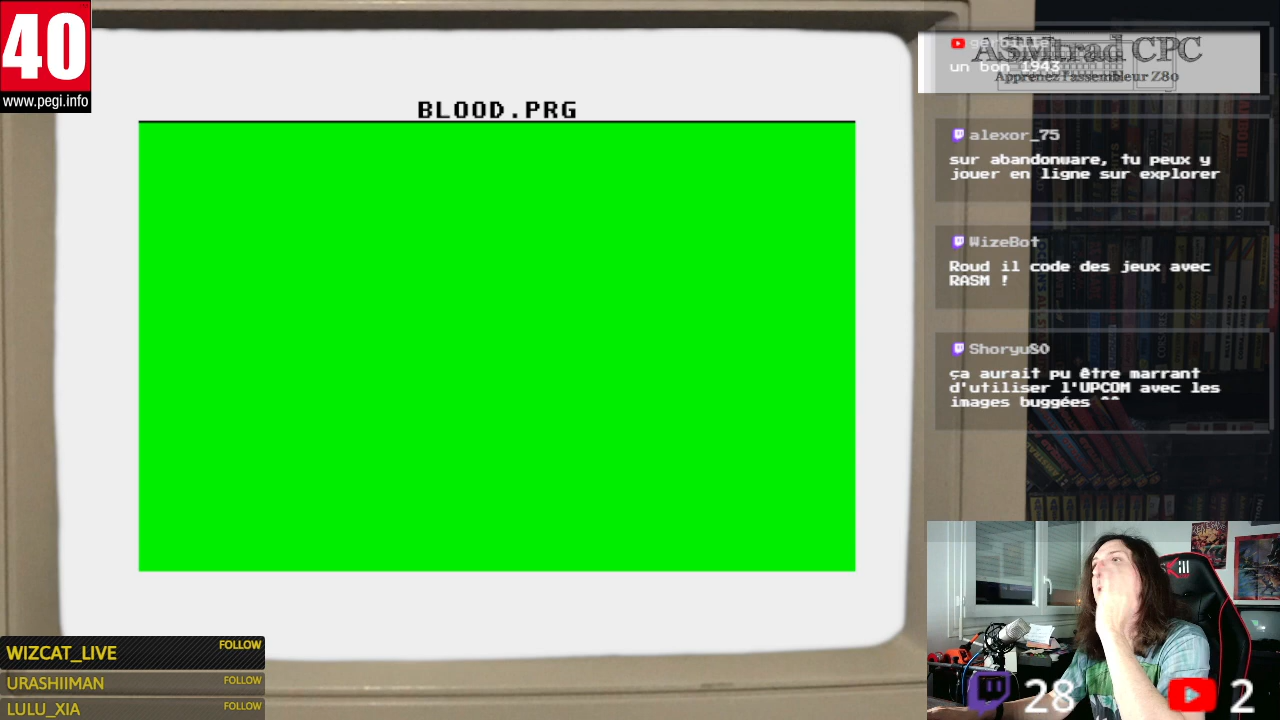 40
www.pegi.info
BLOOD.PRG
ASMtrad CPC
Apprenez l'assembleur Z80
un bon 1943
alexor_75
sur abandonware, tu peux y
jouer en ligne sur explorer
WizeBot
Roud il code des jeux avec
RASM !
Shoryu80
ça aurait pu être marrant
d'utiliser l'UPCOM avec les
images buggées ^^
WIZCAT_LIVE FOLLOW
URASHIIMAN FOLLOW
LULU_XIA FOLLOW
28
2